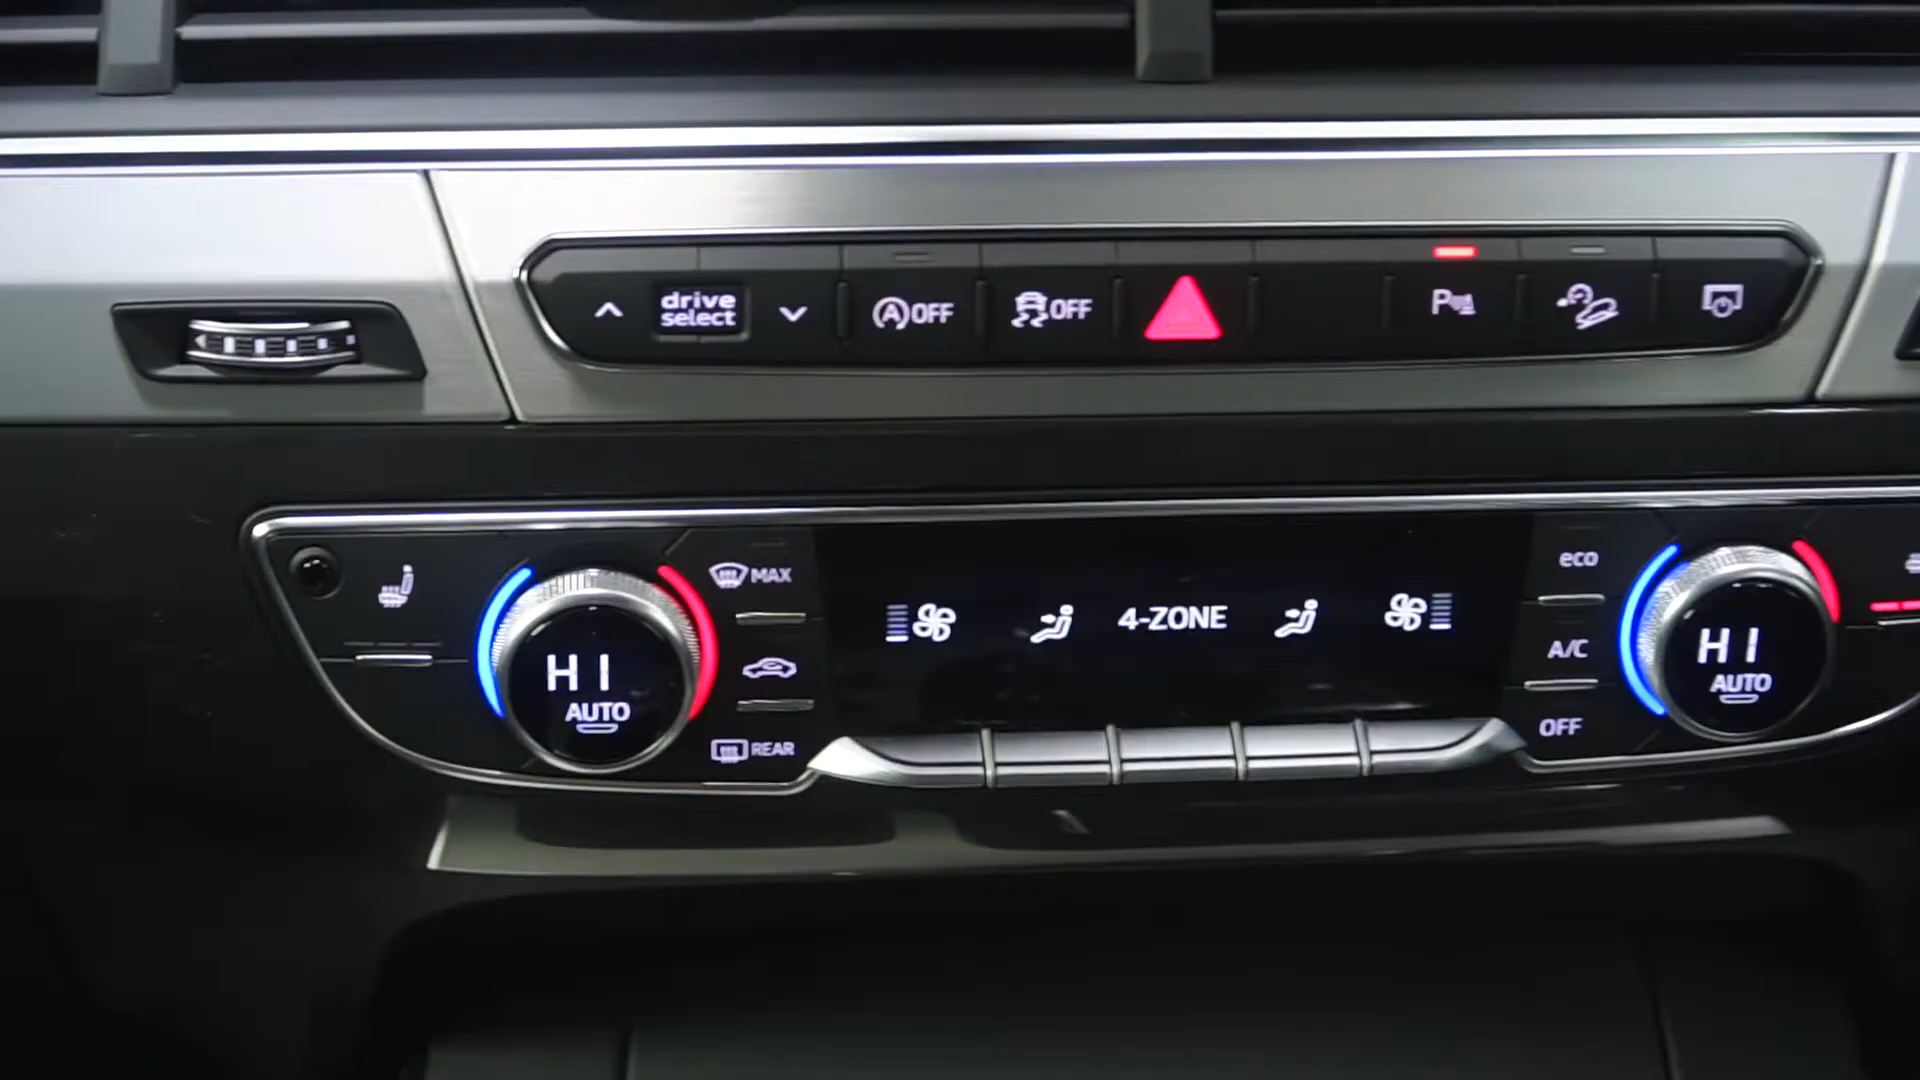 drive
select
A OFF
OFF
P
MAX
HI
AUTO
REAR
4-ZONE
eco
A/C
OFF
HI
AUTO